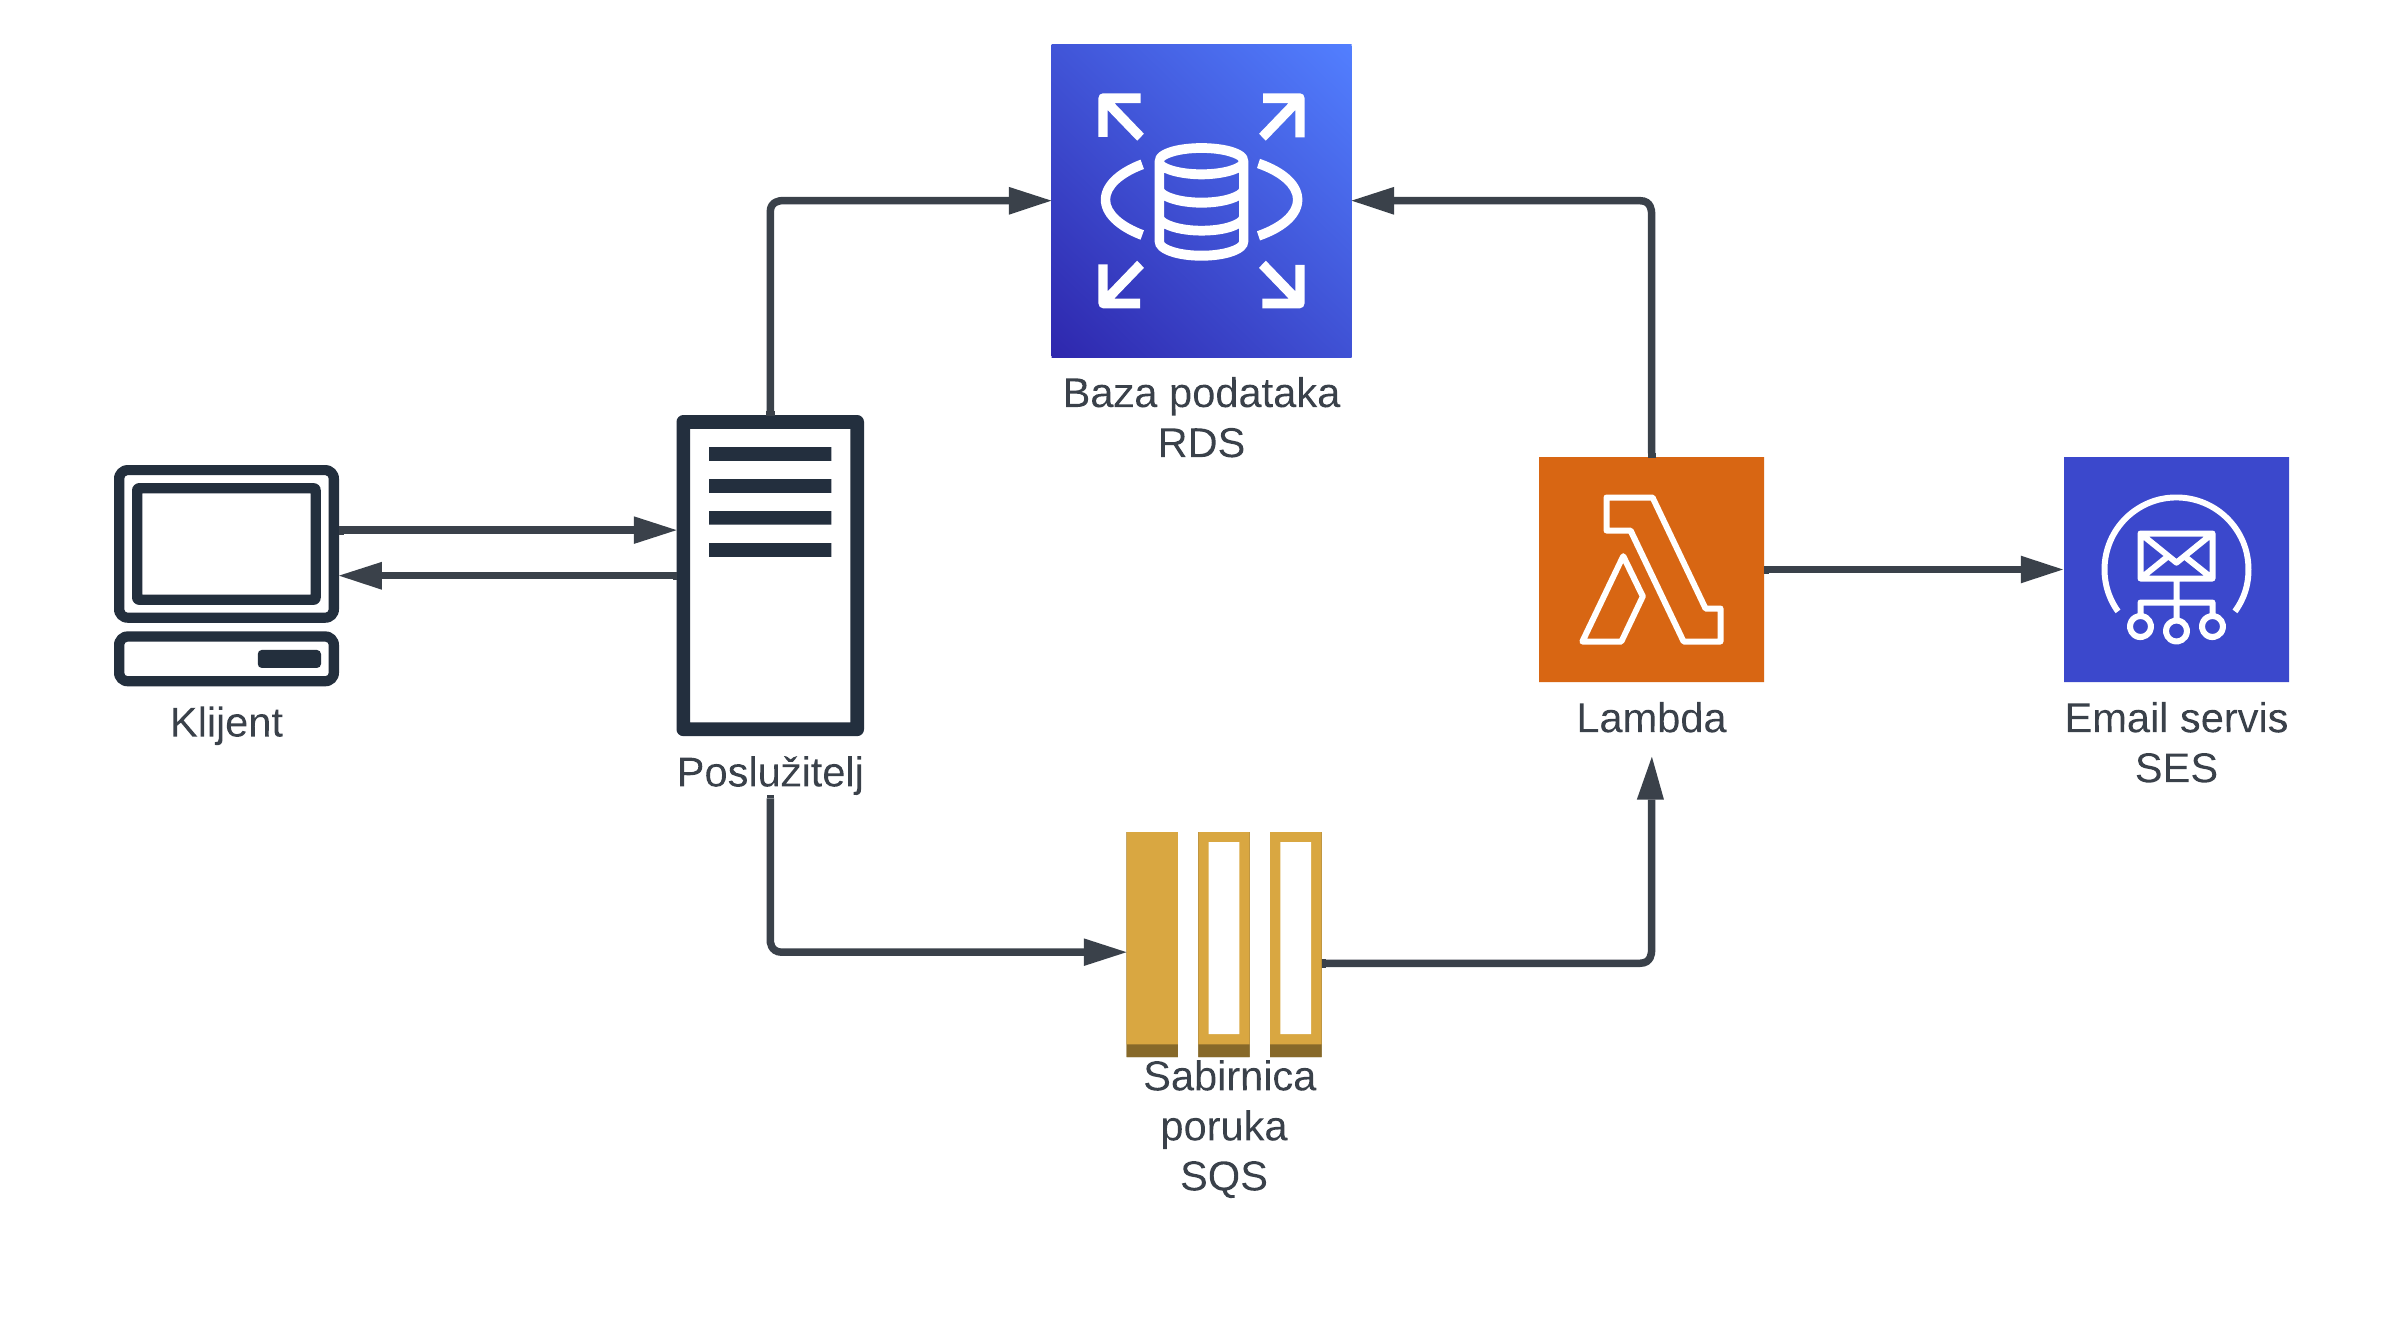 Baza podataka
RDS
Klijent
Poslužitelj
Lambda
Email servis
SES
Sabirnica
poruka
SQS